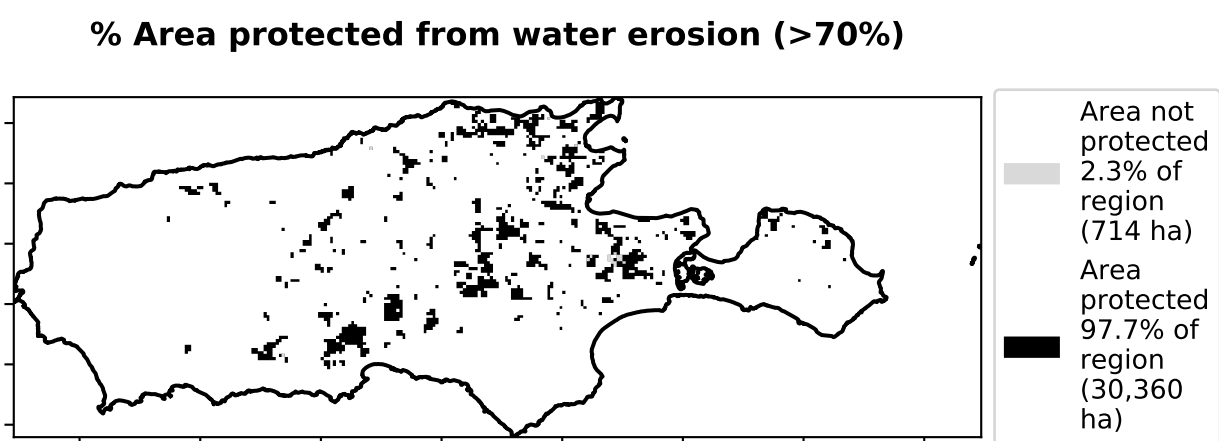 % Area protected from water erosion (>70%)
Area not
protected
2.3% of
region
(714 ha)
Area
protected
97.7% of
region
(30,360
ha)